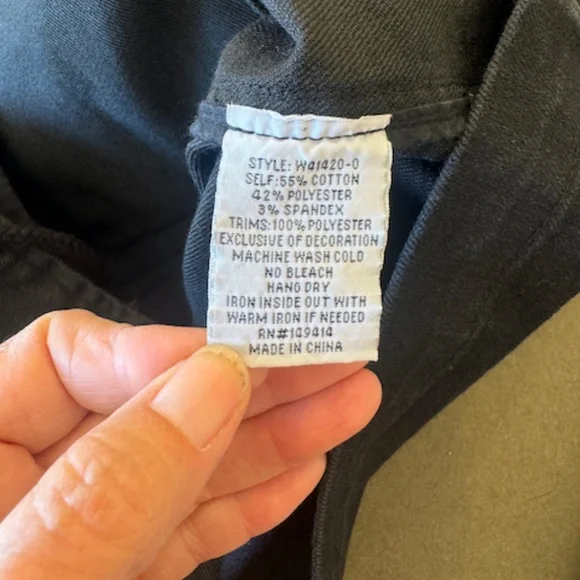 STYLE: W41420-0
SELF:55% COTTON
42% POLYESTER
3% SPANDEX
TRIMS:100% POLYESTER
EXCLUSIVE OF DECORATION
MACHINE WASH COLD
NO BLEACH
HANG DRY
IRON INSIDE OUT WITH
WARM IRON IF NEEDED
RN#149414
MADE IN CHINA